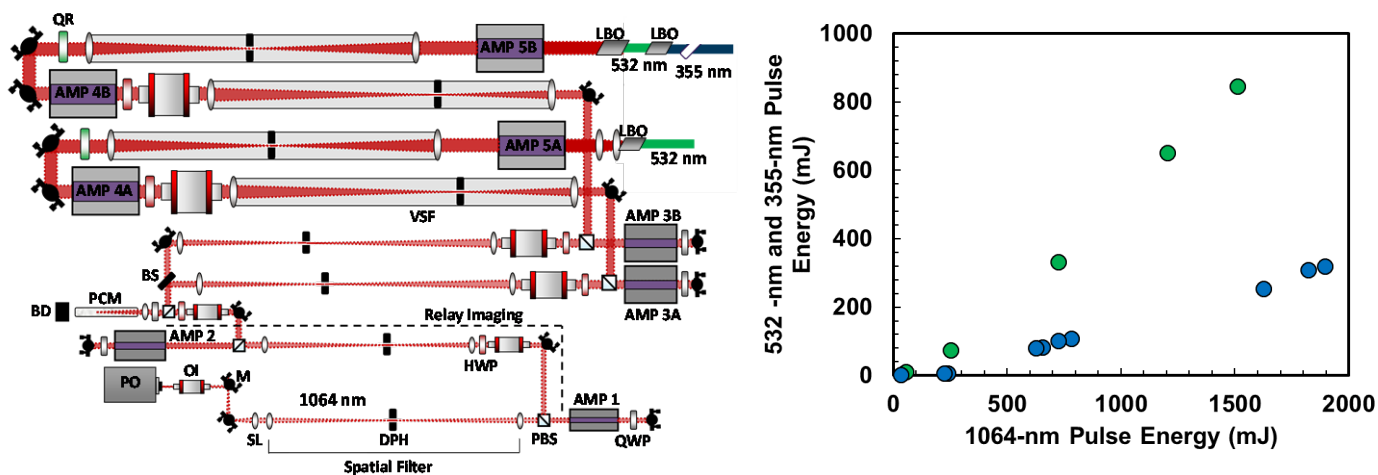 QR
AMP 5B
LBO
LBO
532 nm
355 nm
AMP 4B
AMP 5A
LBO
532 nm
AMP 4A
VSF
AMP 3B
BS
BD
PCM
AMP 3A
Relay Imaging
AMP 2
HWP
PO
OI
M
1064 nm
AMP 1
SL
DPH
PBS
QWP
Spatial Filter
532 -nm and 355-nm Pulse
Energy (mJ)
1000
800
600
400
200
0
0
500
1000
1500
2000
1064-nm Pulse Energy (mJ)